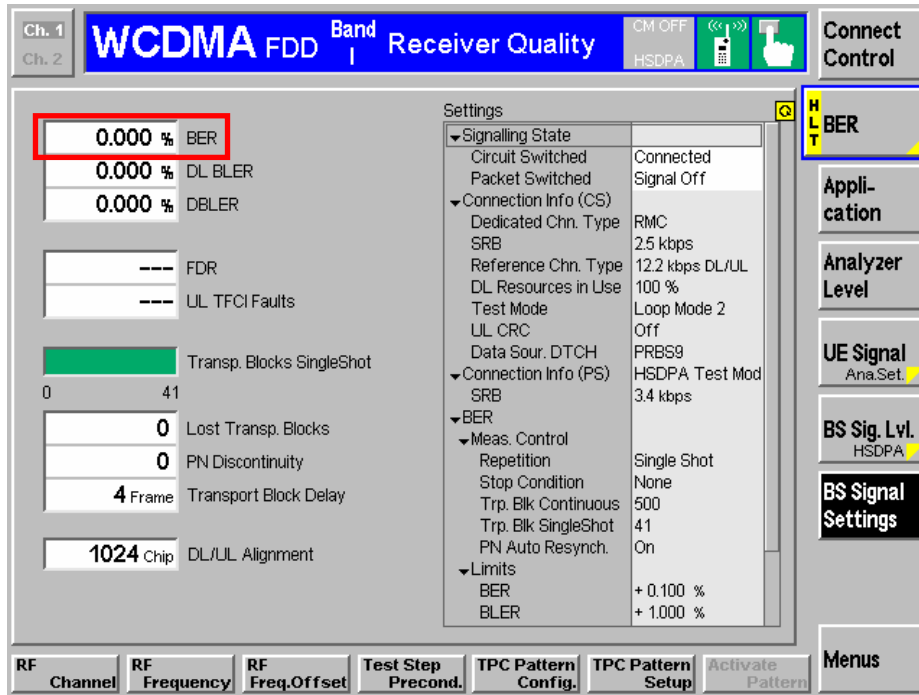 Ch. 1
Ch. 2
WCDMA FDD Band I Receiver Quality
CM OFF
HSDPA
Connect Control
0.000 % BER
0.000 % DL BLER
0.000 % DBLER
--- FDR
--- UL TFCI Faults
Transp. Blocks SingleShot
0 41
0 Lost Transp. Blocks
0 PN Discontinuity
4 Frame Transport Block Delay
1024 Chip DL/UL Alignment
Settings
Signalling State
Circuit Switched Connected
Packet Switched Signal Off
Connection Info (CS)
Dedicated Chn. Type RMC
SRB 2.5 kbps
Reference Chn. Type 12.2 kbps DL/UL
DL Resources in Use 100 %
Test Mode Loop Mode 2
UL CRC Off
Data Sour. DTCH PRBS9
Connection Info (PS) HSDPA Test Mod
SRB 3.4 kbps
BER
Meas. Control
Repetition Single Shot
Stop Condition None
Trp. Blk Continuous 500
Trp. Blk SingleShot 41
PN Auto Resynch. On
Limits
BER + 0.100 %
BLER + 1.000 %
HLT
BER
Appli-
cation
Analyzer
Level
UE Signal
Ana.Set.
BS Sig. Lvl.
HSDPA
BS Signal
Settings
Menus
RF Channel
RF Frequency
RF Freq.Offset
Test Step Precond.
TPC Pattern Config.
TPC Pattern Setup
Activate Pattern